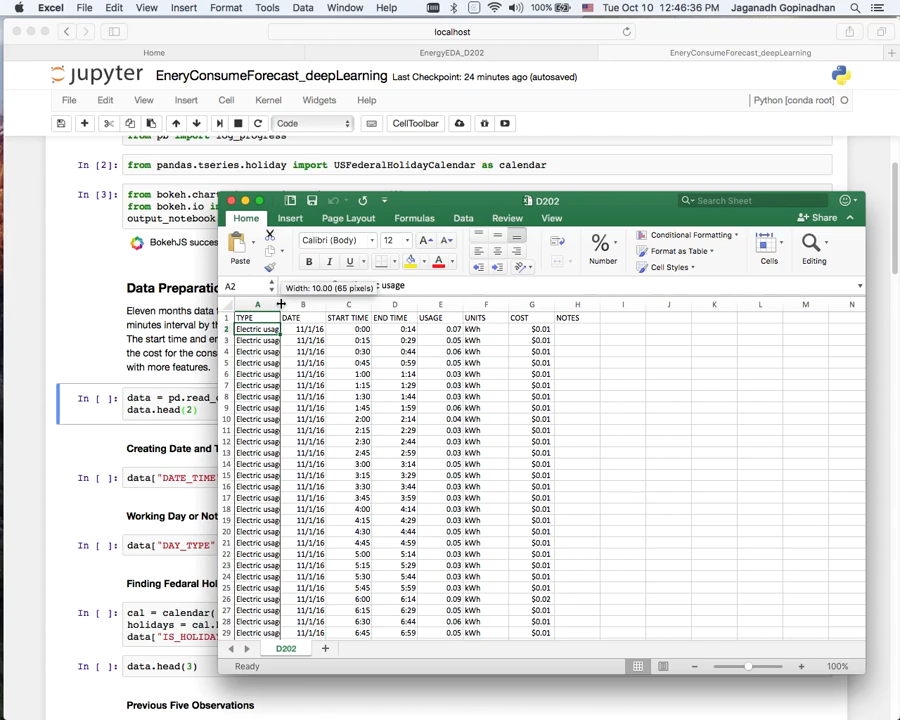 Excel File Edit View Insert Format Tools Data Window Help 100% Tue Oct 10 12:46:36 PM Jaganadh Gopinadhan
localhost
Home EnergyEDA_D202 EneryConsumeForecast_deepLearning
jupyter EneryConsumeForecast_deepLearning Last Checkpoint: 24 minutes ago (autosaved)
File Edit View Insert Cell Kernel Widgets Help Python [conda root]
Code CellToolbar
from pb import log_progress
In [2]: from pandas.tseries.holiday import USFederalHolidayCalendar as calendar
In [3]: from bokeh.char
from bokeh.io
output_notebook
BokehJS succes
Data Preparatio
Eleven months data f
minutes interval by th
The start time and en
the cost for the cons
with more features.
In [ ]: data = pd.read_c
data.head(2)
Creating Date and T
In [ ]: data["DATE_TIME"
Working Day or Not
In [ ]: data["DAY_TYPE"]
Finding Fedaral Hol
In [ ]: cal = calendar(
holidays = cal.h
data["IS_HOLIDA
In [ ]: data.head(3)
Previous Five Observations
D202 Search Sheet
Home Insert Page Layout Formulas Data Review View Share
Paste Calibri (Body) 12 A A B I U A % Number Conditional Formatting Format as Table Cell Styles Cells Editing
A2 Width: 10.00 (65 pixels) usage
A B C D E F G H I J K L M N
1 TYPE DATE START TIME END TIME USAGE UNITS COST NOTES
2 Electric usag 11/1/16 0:00 0:14 0.07 kWh $0.01
3 Electric usag 11/1/16 0:15 0:29 0.05 kWh $0.01
4 Electric usag 11/1/16 0:30 0:44 0.06 kWh $0.01
5 Electric usag 11/1/16 0:45 0:59 0.05 kWh $0.01
6 Electric usag 11/1/16 1:00 1:14 0.03 kWh $0.01
7 Electric usag 11/1/16 1:15 1:29 0.03 kWh $0.01
8 Electric usag 11/1/16 1:30 1:44 0.03 kWh $0.01
9 Electric usag 11/1/16 1:45 1:59 0.06 kWh $0.01
10 Electric usag 11/1/16 2:00 2:14 0.04 kWh $0.01
11 Electric usag 11/1/16 2:15 2:29 0.03 kWh $0.01
12 Electric usag 11/1/16 2:30 2:44 0.03 kWh $0.01
13 Electric usag 11/1/16 2:45 2:59 0.03 kWh $0.01
14 Electric usag 11/1/16 3:00 3:14 0.05 kWh $0.01
15 Electric usag 11/1/16 3:15 3:29 0.05 kWh $0.01
16 Electric usag 11/1/16 3:30 3:44 0.03 kWh $0.01
17 Electric usag 11/1/16 3:45 3:59 0.03 kWh $0.01
18 Electric usag 11/1/16 4:00 4:14 0.03 kWh $0.01
19 Electric usag 11/1/16 4:15 4:29 0.03 kWh $0.01
20 Electric usag 11/1/16 4:30 4:44 0.05 kWh $0.01
21 Electric usag 11/1/16 4:45 4:59 0.05 kWh $0.01
22 Electric usag 11/1/16 5:00 5:14 0.03 kWh $0.01
23 Electric usag 11/1/16 5:15 5:29 0.03 kWh $0.01
24 Electric usag 11/1/16 5:30 5:44 0.03 kWh $0.01
25 Electric usag 11/1/16 5:45 5:59 0.03 kWh $0.01
26 Electric usag 11/1/16 6:00 6:14 0.09 kWh $0.02
27 Electric usag 11/1/16 6:15 6:29 0.05 kWh $0.01
28 Electric usag 11/1/16 6:30 6:44 0.06 kWh $0.01
29 Electric usag 11/1/16 6:45 6:59 0.05 kWh $0.01
D202
Ready 100%